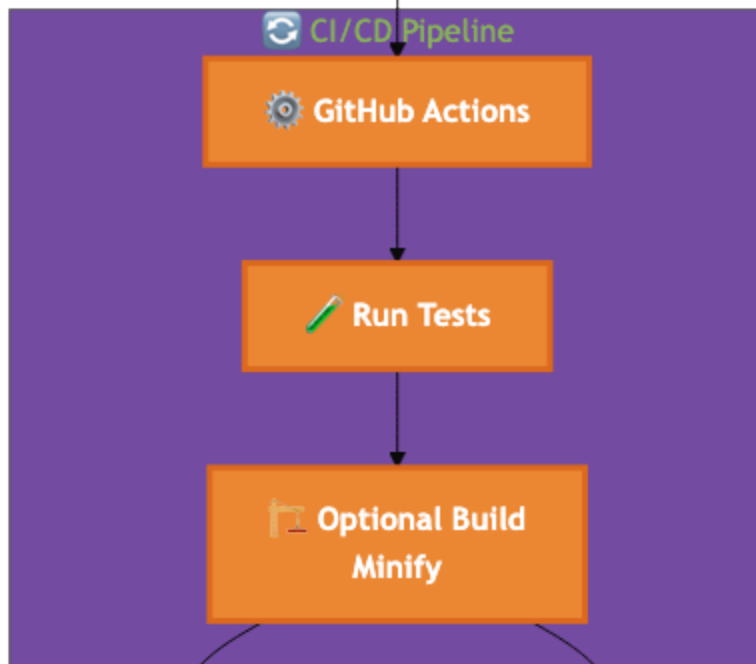 CI/CD Pipeline
GitHub Actions
Run Tests
Optional Build
Minify